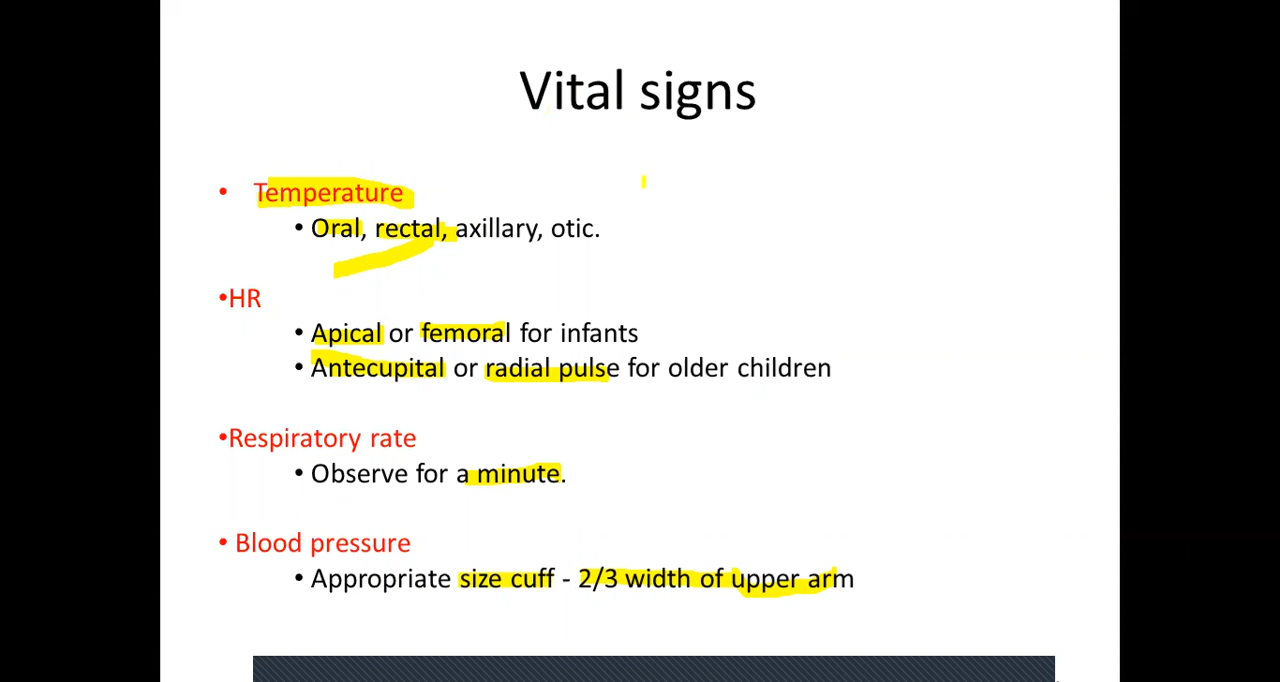 Vital signs
• Temperature
• Oral, rectal, axillary, otic.
•HR
• Apical or femoral for infants
• Antecupital or radial pulse for older children
•Respiratory rate
• Observe for a minute.
• Blood pressure
• Appropriate size cuff - 2/3 width of upper arm